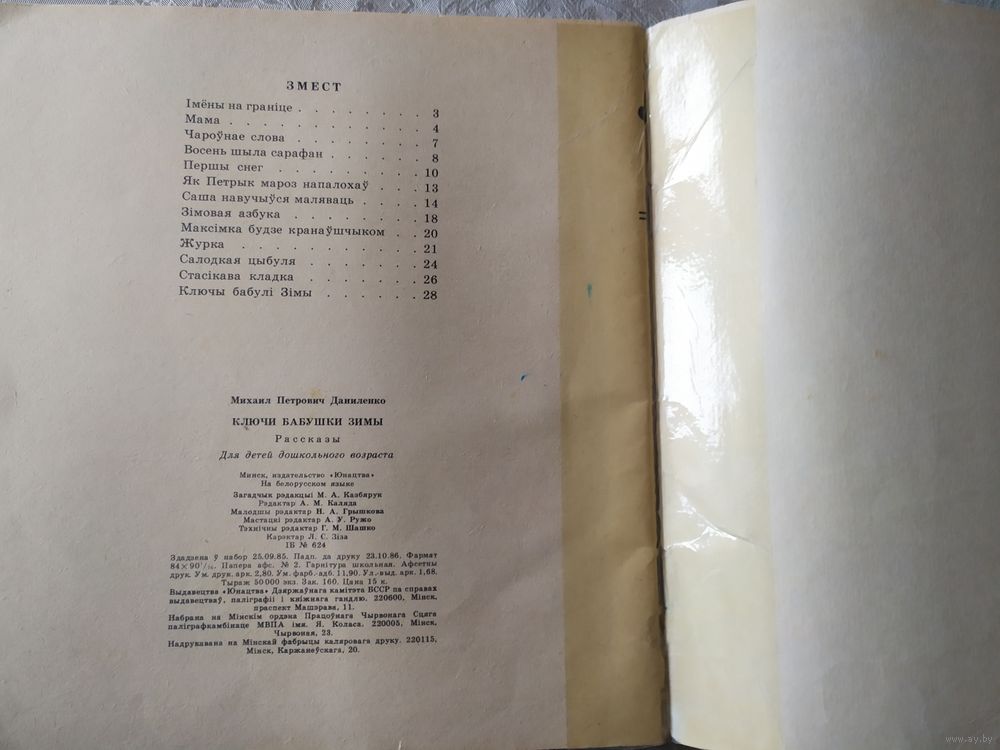 ЗМЕСТ
Імёны на граніце . . . . . . . . 3
Мама . . . . . . . . . . . . 4
Чароўнае слова . . . . . . . . 7
Восень шыла сарафан . . . . . . 8
Першы снег . . . . . . . . . 10
Як Петрык мароз напалохаў . . . 13
Саша навучыўся маляваць . . . . 14
Зімовая азбука . . . . . . . . 18
Максімка будзе кранаўшчыком . . 20
Журка . . . . . . . . . . . 21
Салодкая цыбуля . . . . . . . 24
Стасікава кладка . . . . . . . 26
Ключы бабулі Зімы . . . . . . 28
Михаил Петрович Даниленко
КЛЮЧИ БАБУШКИ ЗИМЫ
Рассказы
Для детей дошкольного возраста
Минск, издательство «Юнацтва»
На белорусском языке
Загадчык рэдакцыі М. А. Казбярук
Рэдактар А. М. Каляда
Малодшы рэдактар Н. А. Грышкова
Мастацкі рэдактар А. У. Ружо
Тэхнічны рэдактар Г. М. Шашко
Карэктар Л. С. Зіза
ІБ № 624
Здадзена ў набор 25.09.85. Падп. да друку 23.10.86. Фармат
84×90¹/₁₆. Папера афс. № 2. Гарнітура школьная. Афсетны
друк. Ум. друк. арк. 2,80. Ум. фарб.-адб. 11,90. Ул.-выд. арк. 1,68.
Тыраж 50 000 экз. Зак. 160. Цана 15 к.
Выдавецтва «Юнацтва» Дзяржаўнага камітэта БССР па справах
выдавецтваў, паліграфіі і кніжнага гандлю. 220600, Мінск,
праспект Машэрава, 11.
Набрана на Мінскім ордэна Працоўнага Чырвонага Сцяга
паліграфкамбінаце МВПА імя. Я. Коласа. 220005, Мінск,
Чырвоная, 23.
Надрукавана на Мінскай фабрыцы каляровага друку. 220115,
Мінск, Каржанеўскага, 20.
www.ay.by